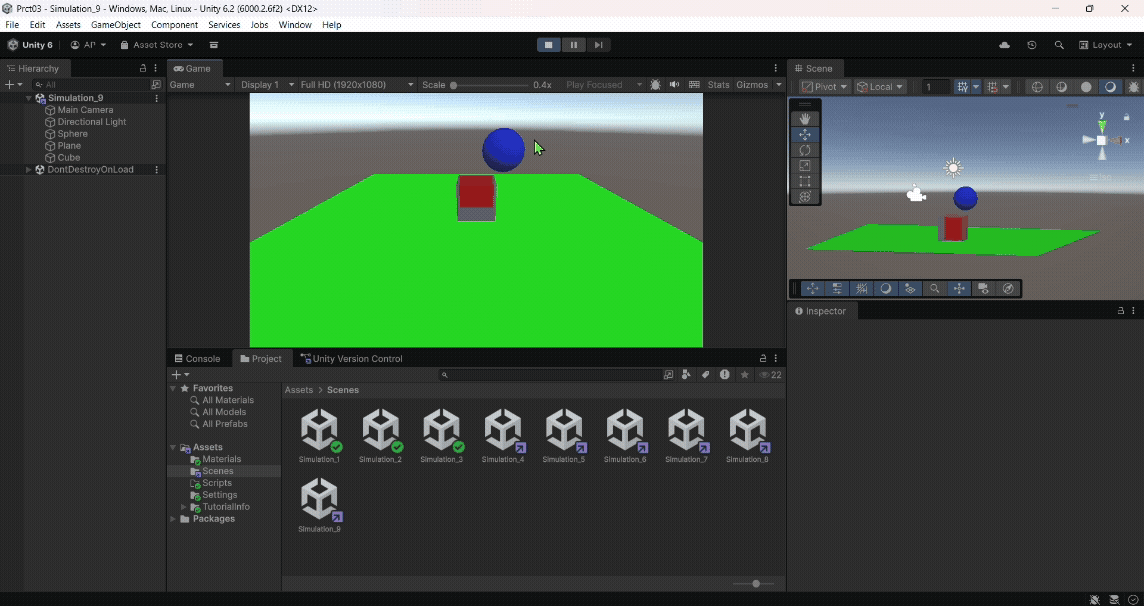 Prct03 - Simulation_9 - Windows, Mac, Linux - Unity 6.2 (6000.2.6f2) <DX12>
File Edit Assets GameObject Component Services Jobs Window Help
Unity 6 AP Asset Store Layout
Hierarchy
All
Simulation_9
Main Camera
Directional Light
Sphere
Plane
Cube
DontDestroyOnLoad
Game
Game Display 1 Full HD (1920x1080) Scale 0.4x Play Focused Stats Gizmos
Scene
Pivot Local 1
y
x
Iso
Inspector
Console Project Unity Version Control
22
Favorites
All Materials
All Models
All Prefabs
Assets
Materials
Scenes
Scripts
Settings
TutorialInfo
Packages
Assets > Scenes
Simulation_1 Simulation_2 Simulation_3 Simulation_4 Simulation_5 Simulation_6 Simulation_7 Simulation_8
Simulation_9